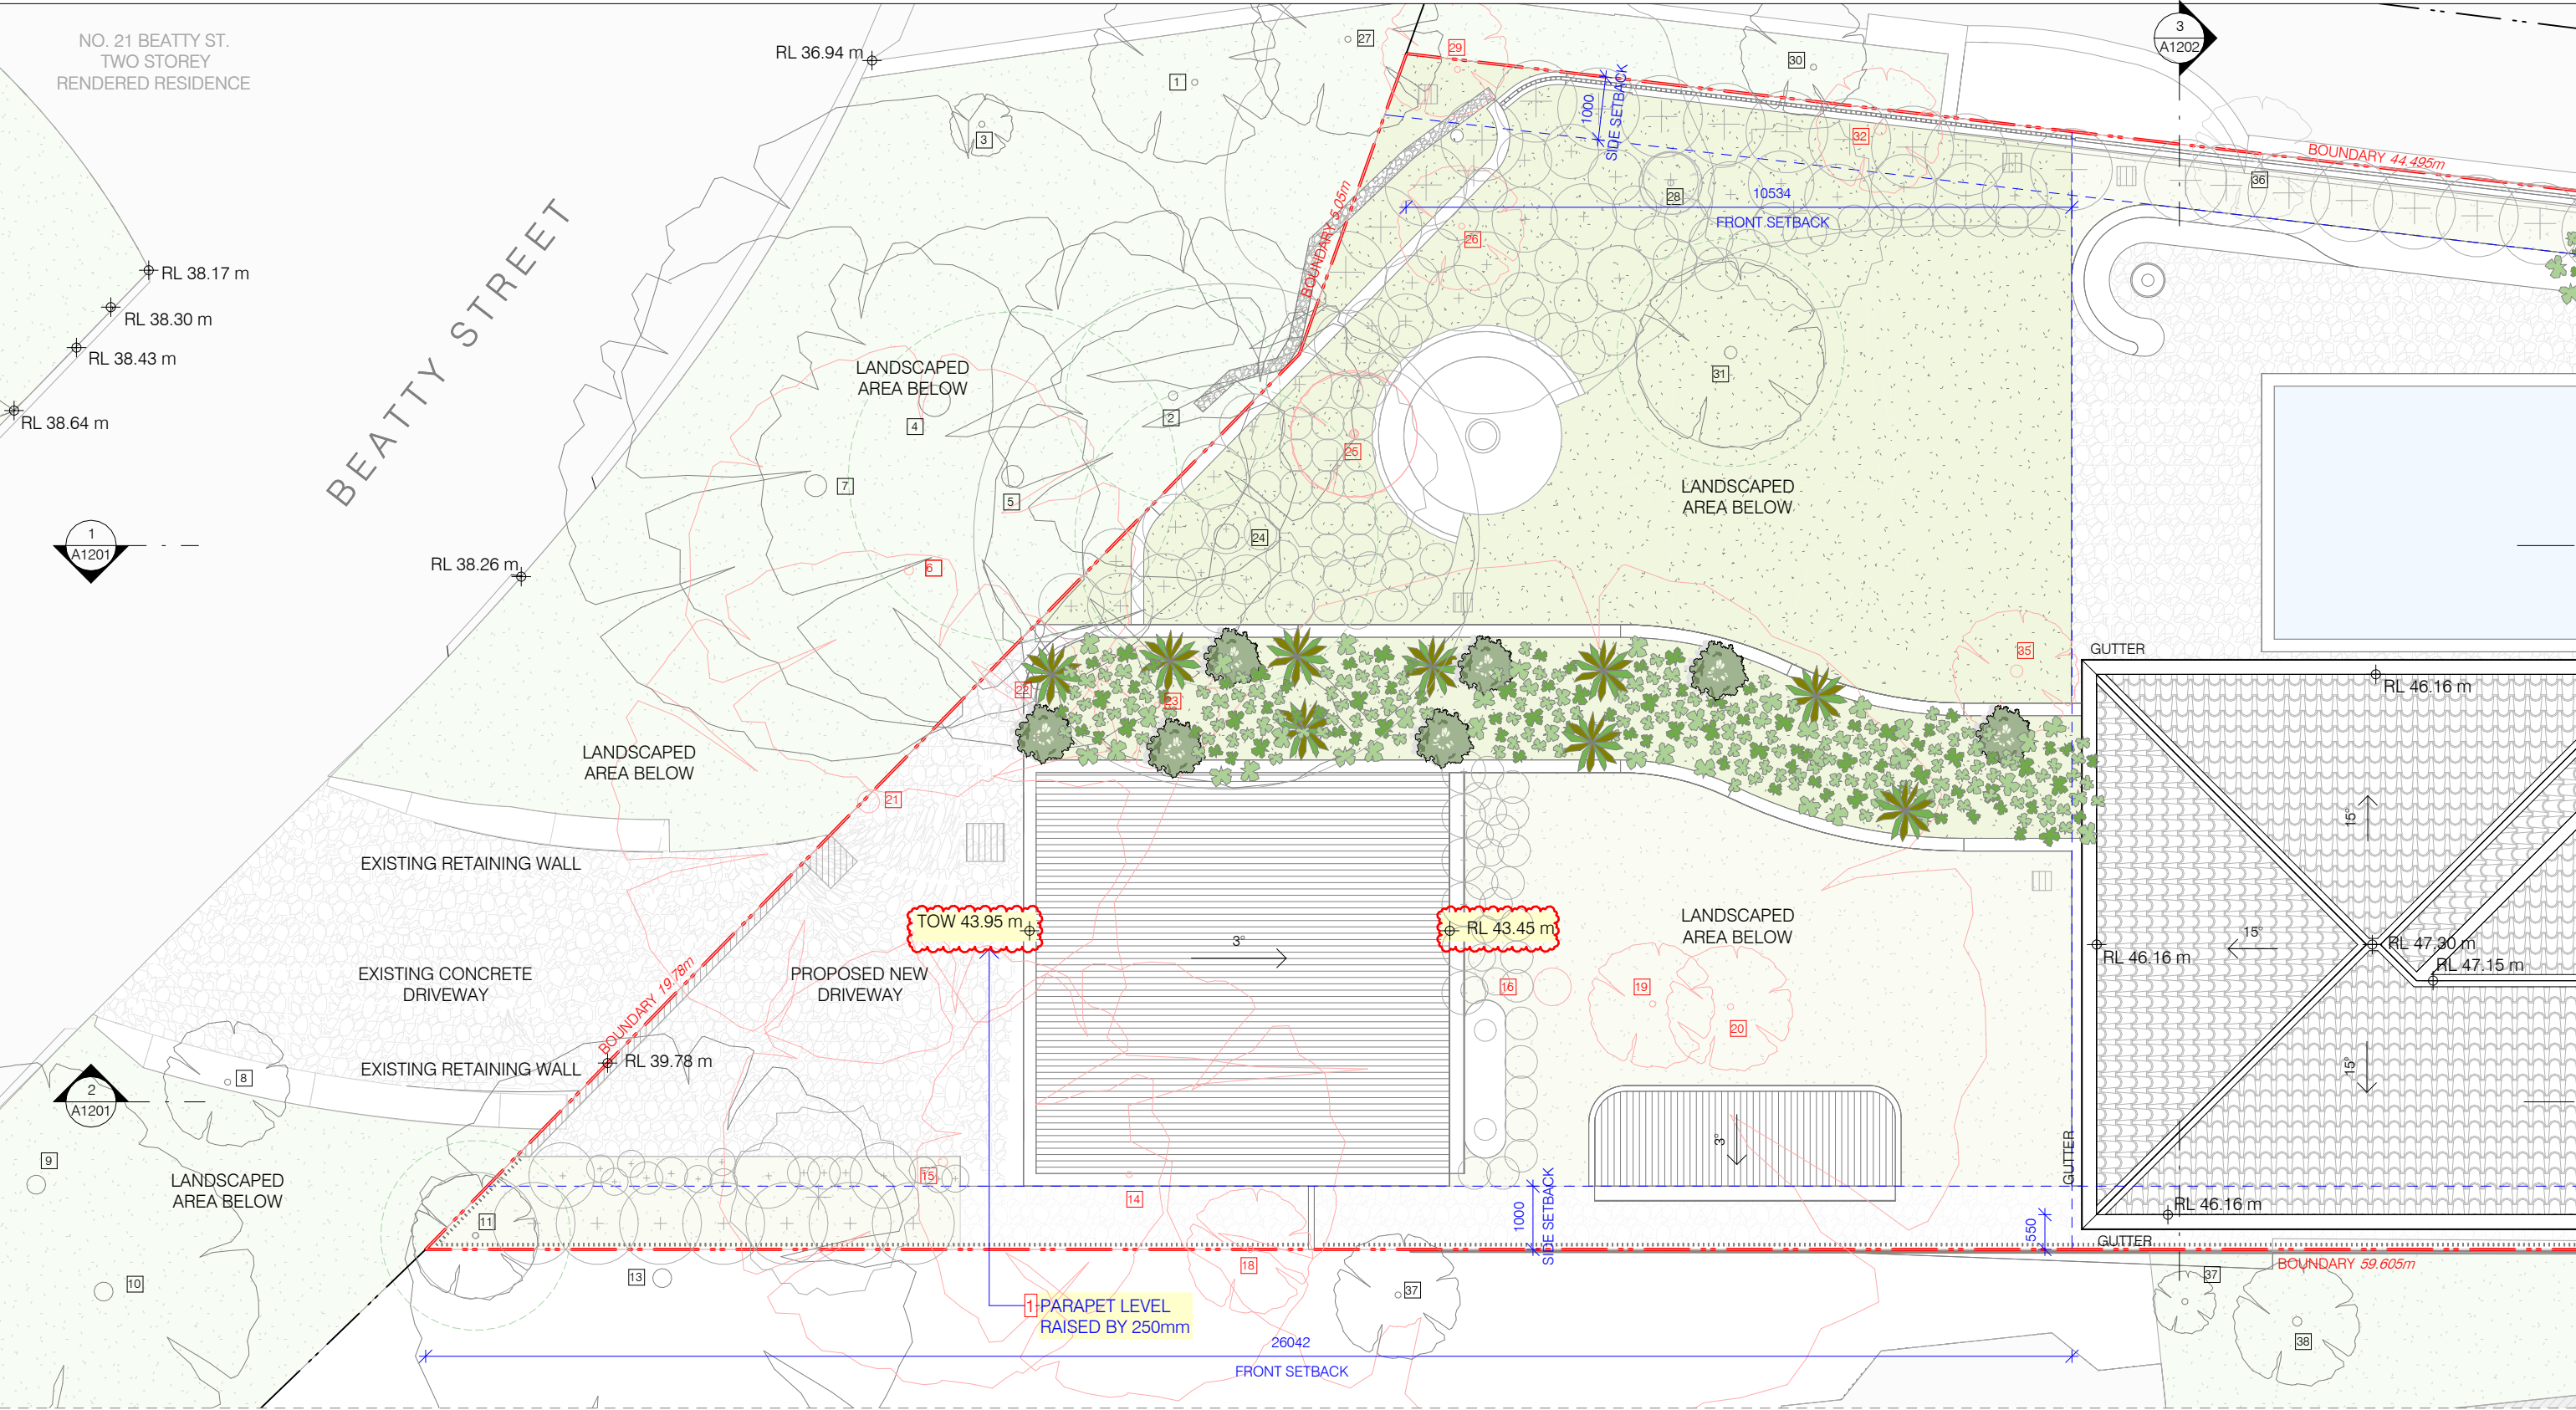 NO. 21 BEATTY ST.
TWO STOREY
RENDERED RESIDENCE
RL 36.94 m
27
29
30
3
A1202
1
3
1000
SIDE SETBACK
32
BOUNDARY 44.495m
36
28
10534
FRONT SETBACK
BOUNDARY 5.05m
26
BEATTY STREET
RL 38.17 m
RL 38.30 m
RL 38.43 m
RL 38.64 m
LANDSCAPED
AREA BELOW
4
2
31
25
7
5
LANDSCAPED
AREA BELOW
24
1
A1201
RL 38.26 m
6
35
GUTTER
22
23
RL 46.16 m
LANDSCAPED
AREA BELOW
21
15°
EXISTING RETAINING WALL
TOW 43.95 m
3°
RL 43.45 m
LANDSCAPED
AREA BELOW
15°
RL 47.30 m
RL 46.16 m
RL 47.15 m
EXISTING CONCRETE
DRIVEWAY
BOUNDARY 19.78m
PROPOSED NEW
DRIVEWAY
16
19
20
EXISTING RETAINING WALL
RL 39.78 m
8
2
A1201
15°
3°
9
LANDSCAPED
AREA BELOW
15
14
GUTTER
RL 46.16 m
11
1000
SIDE SETBACK
550
GUTTER
BOUNDARY 59.605m
10
13
18
37
37
1
PARAPET LEVEL
RAISED BY 250mm
38
26042
FRONT SETBACK